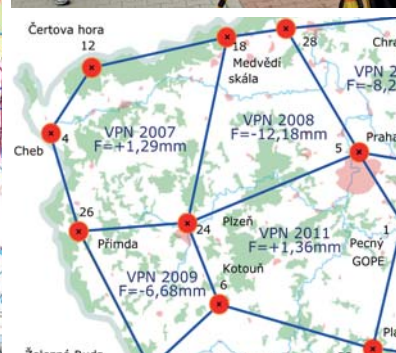 Čertova hora
12
18
28
Medvědí
skála
Chr
VPN 2007
F=+1,29mm
VPN 2008
F=-12,18mm
VPN 2
F=-8,2
4
Cheb
5
Praha
26
Přimda
24
Plzeň
VPN 2011
F=+1,36mm
1
Pecný
GOPE
VPN 2009
F=-6,68mm
Kotouň
6
Pla